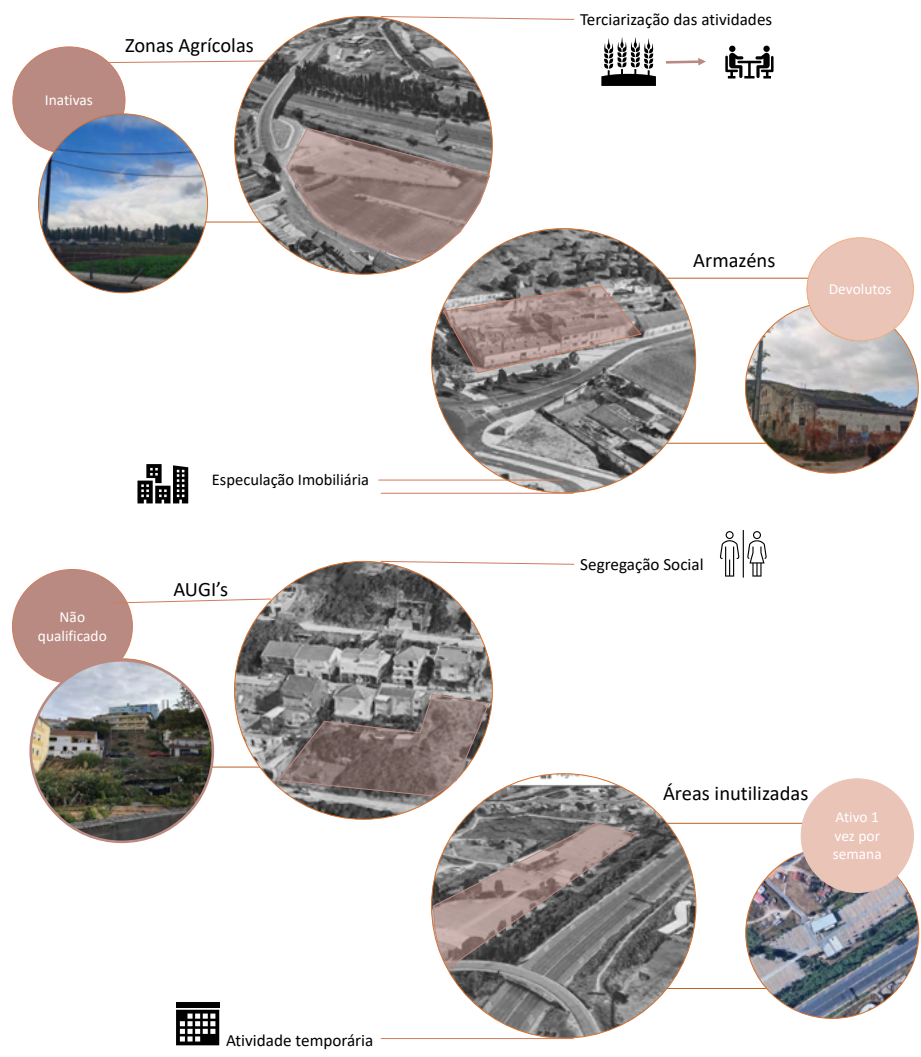 Terciarização das atividades
Zonas Agrícolas
Inativas
Armazéns
Devolutos
Especulação Imobiliária
Segregação Social
AUGI's
Não
qualificado
Áreas inutilizadas
Ativo 1
vez por
semana
Atividade temporária